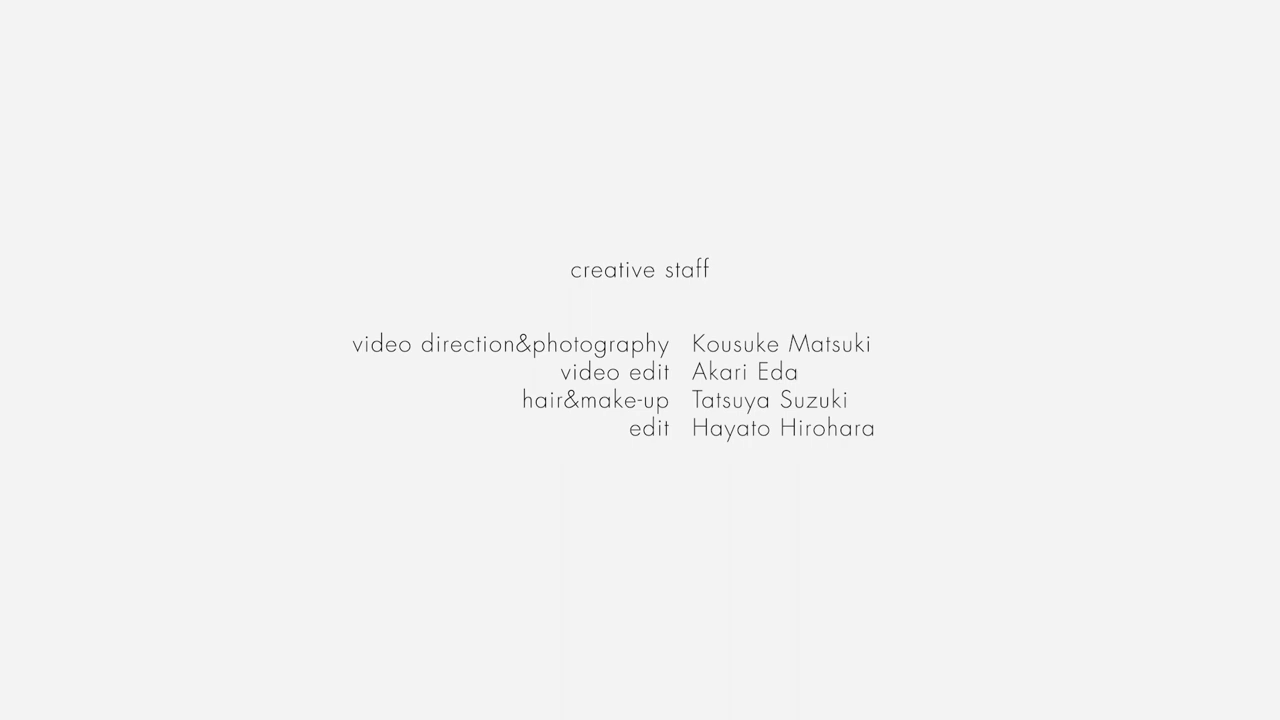 creative staff
video direction&photography Kousuke Matsuki
video edit Akari Eda
hair&make-up Tatsuya Suzuki
edit Hayato Hirohara